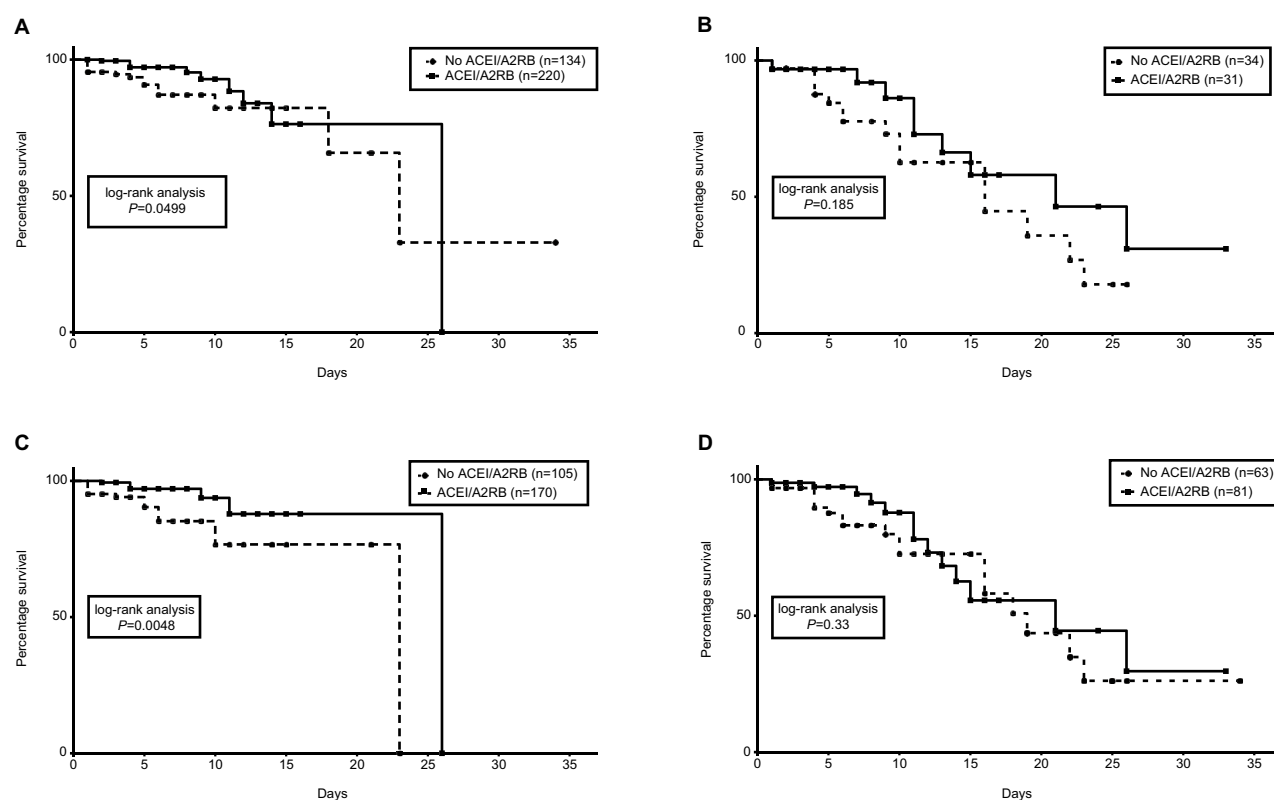 A
100
50
0
Percentage survival
No ACEI/A2RB (n=134)
ACEI/A2RB (n=220)
log-rank analysis
P=0.0499
0 5 10 15 20 25 30 35
Days
B
100
50
0
Percentage survival
No ACEI/A2RB (n=34)
ACEI/A2RB (n=31)
log-rank analysis
P=0.185
0 5 10 15 20 25 30 35
Days
C
100
50
0
Percentage survival
No ACEI/A2RB (n=105)
ACEI/A2RB (n=170)
log-rank analysis
P=0.0048
0 5 10 15 20 25 30 35
Days
D
100
50
0
Percentage survival
No ACEI/A2RB (n=63)
ACEI/A2RB (n=81)
log-rank analysis
P=0.33
0 5 10 15 20 25 30 35
Days